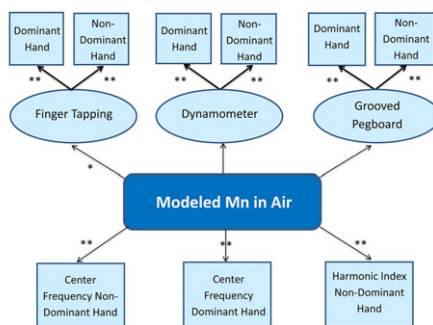 Dominant
Hand
Non-
Dominant
Hand
Dominant
Hand
Non-
Dominant
Hand
Dominant
Hand
Non-
Dominant
Hand
** ** ** ** ** **
Finger Tapping
Dynamometer
Grooved
Pegboard
*
Modeled Mn in Air
** ** **
Center
Frequency Non-
Dominant Hand
Center
Frequency
Dominant Hand
Harmonic Index
Non-Dominant
Hand